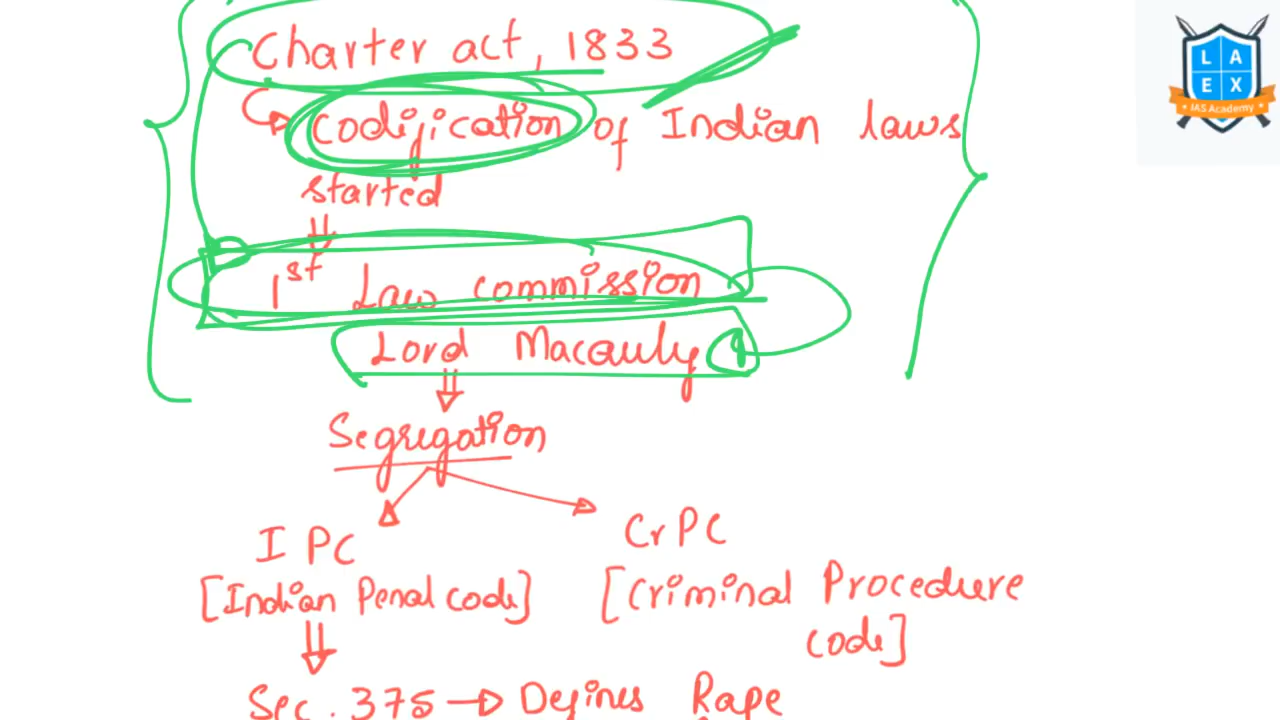 Charter act, 1833
codification of Indian laws
started
1st Law commission
Lord Macauly
Segregation
IPC
CrPC
[Indian Penal code]
[Criminal Procedure
code]
Sec. 375 → Defines Rape
L A
E X
IAS Academy